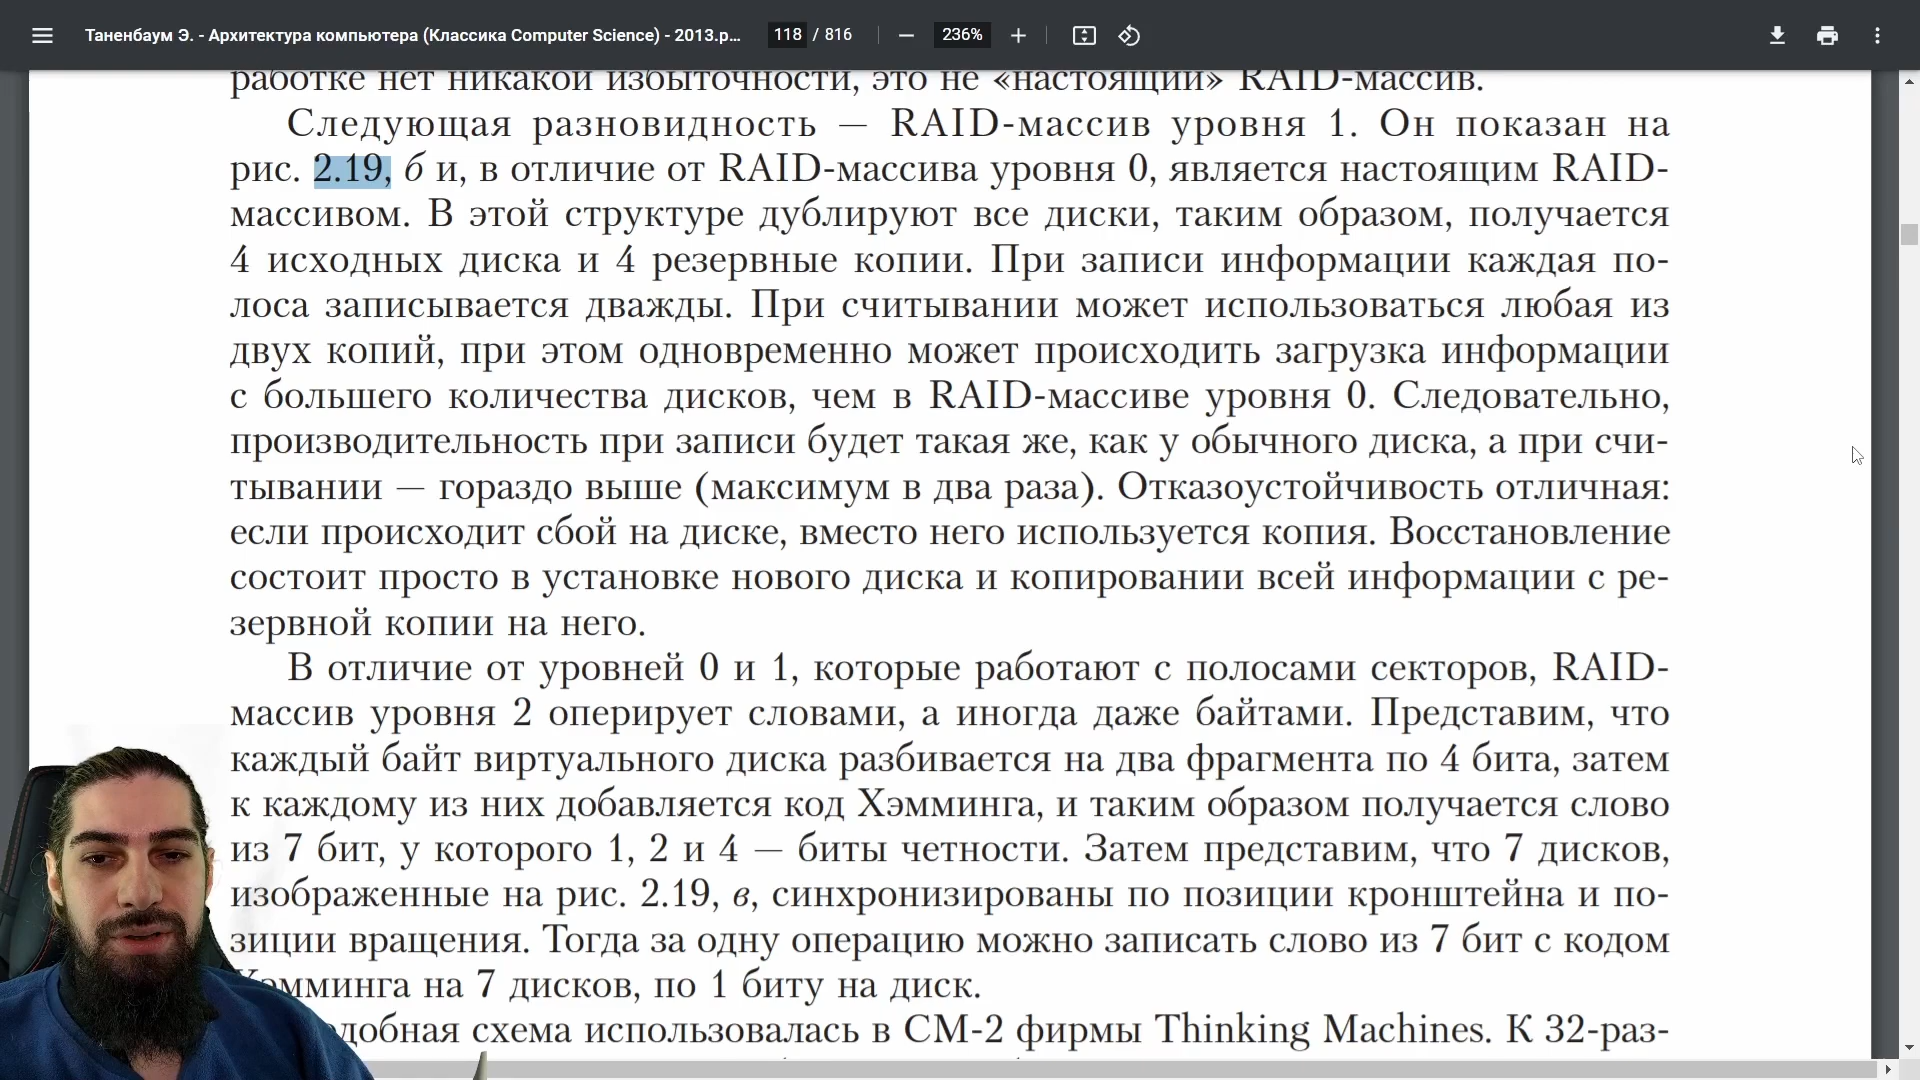 Таненбаум Э. - Архитектура компьютера (Классика Computer Science) - 2013.p... 118 / 816 236%
работке нет никакой избыточности, это не «настоящий» RAID-массив.
Следующая разновидность — RAID-массив уровня 1. Он показан на
рис. 2.19, б и, в отличие от RAID-массива уровня 0, является настоящим RAID-
массивом. В этой структуре дублируют все диски, таким образом, получается
4 исходных диска и 4 резервные копии. При записи информации каждая по-
лоса записывается дважды. При считывании может использоваться любая из
двух копий, при этом одновременно может происходить загрузка информации
с большего количества дисков, чем в RAID-массиве уровня 0. Следовательно,
производительность при записи будет такая же, как у обычного диска, а при счи-
тывании — гораздо выше (максимум в два раза). Отказоустойчивость отличная:
если происходит сбой на диске, вместо него используется копия. Восстановление
состоит просто в установке нового диска и копировании всей информации с ре-
зервной копии на него.
В отличие от уровней 0 и 1, которые работают с полосами секторов, RAID-
массив уровня 2 оперирует словами, а иногда даже байтами. Представим, что
каждый байт виртуального диска разбивается на два фрагмента по 4 бита, затем
к каждому из них добавляется код Хэмминга, и таким образом получается слово
из 7 бит, у которого 1, 2 и 4 — биты четности. Затем представим, что 7 дисков,
изображенные на рис. 2.19, в, синхронизированы по позиции кронштейна и по-
зиции вращения. Тогда за одну операцию можно записать слово из 7 бит с кодом
Хэмминга на 7 дисков, по 1 биту на диск.
одобная схема использовалась в CM-2 фирмы Thinking Machines. К 32-раз-